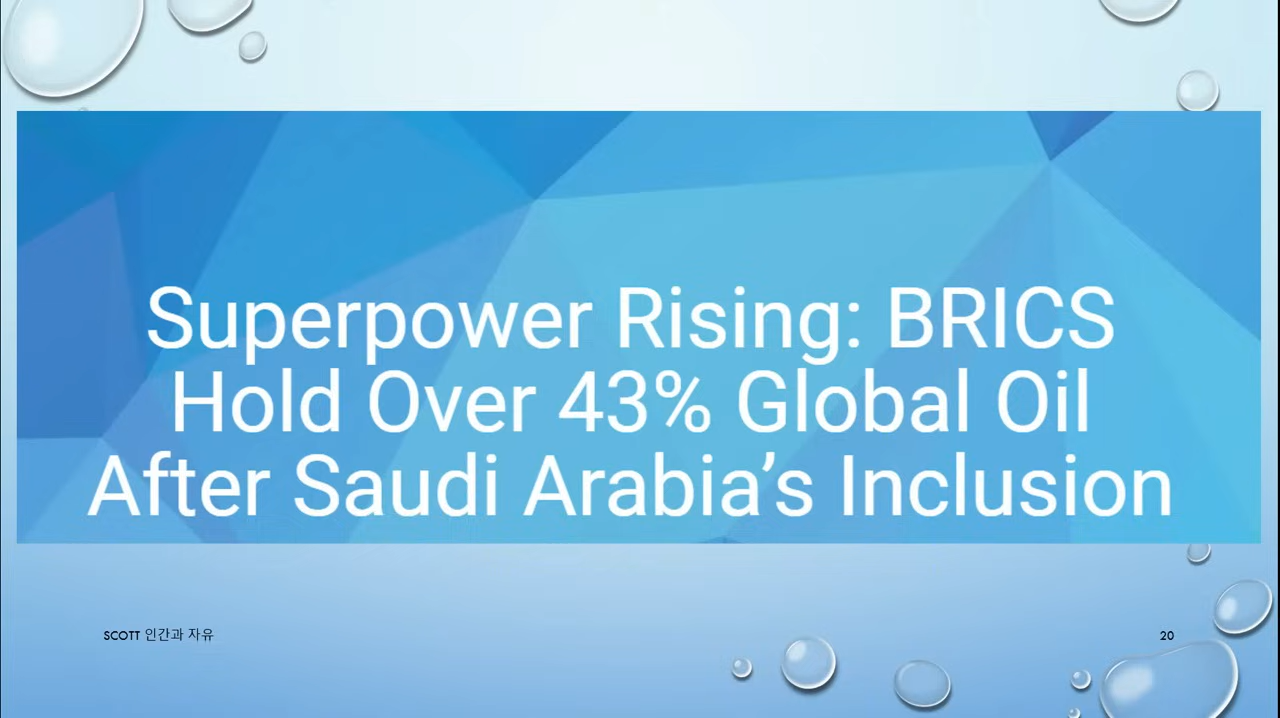 Superpower Rising: BRICS
Hold Over 43% Global Oil
After Saudi Arabia’s Inclusion
SCOTT 인간과 자유
20